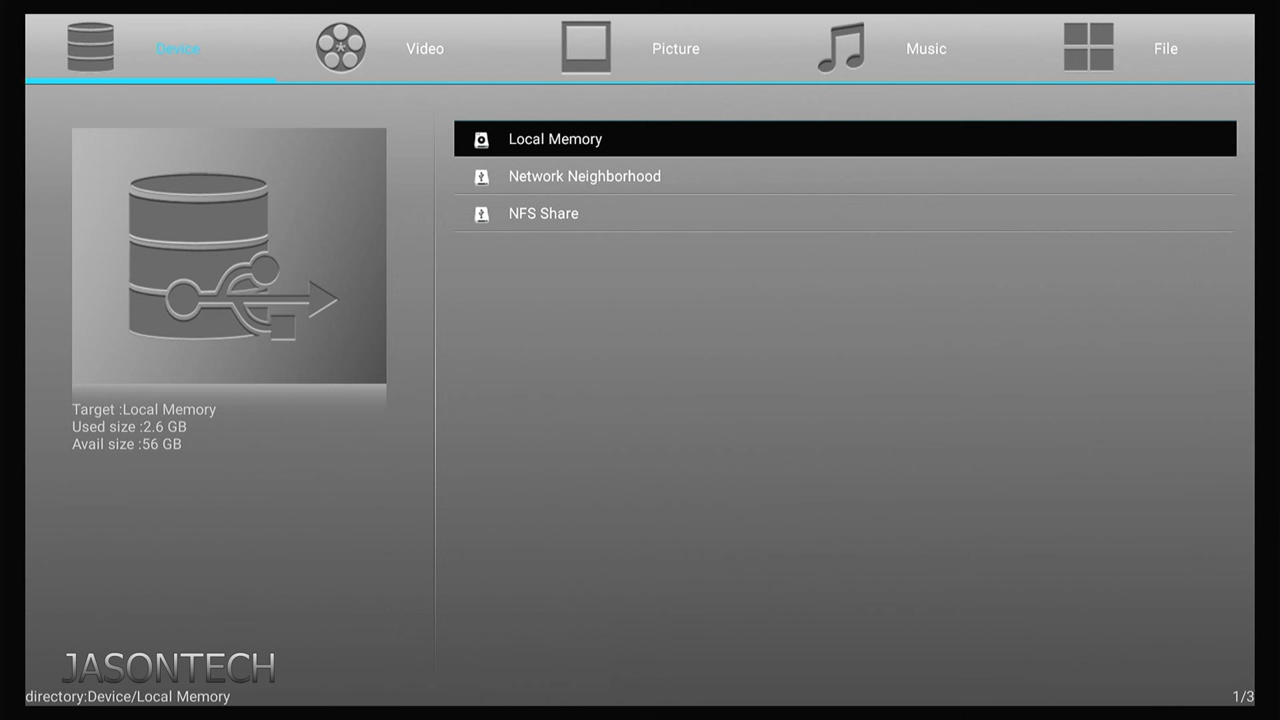 Device
Video
Picture
Music
File
Local Memory
Network Neighborhood
NFS Share
Target :Local Memory
Used size :2.6 GB
Avail size :56 GB
JASONTECH
directory:Device/Local Memory
1/3